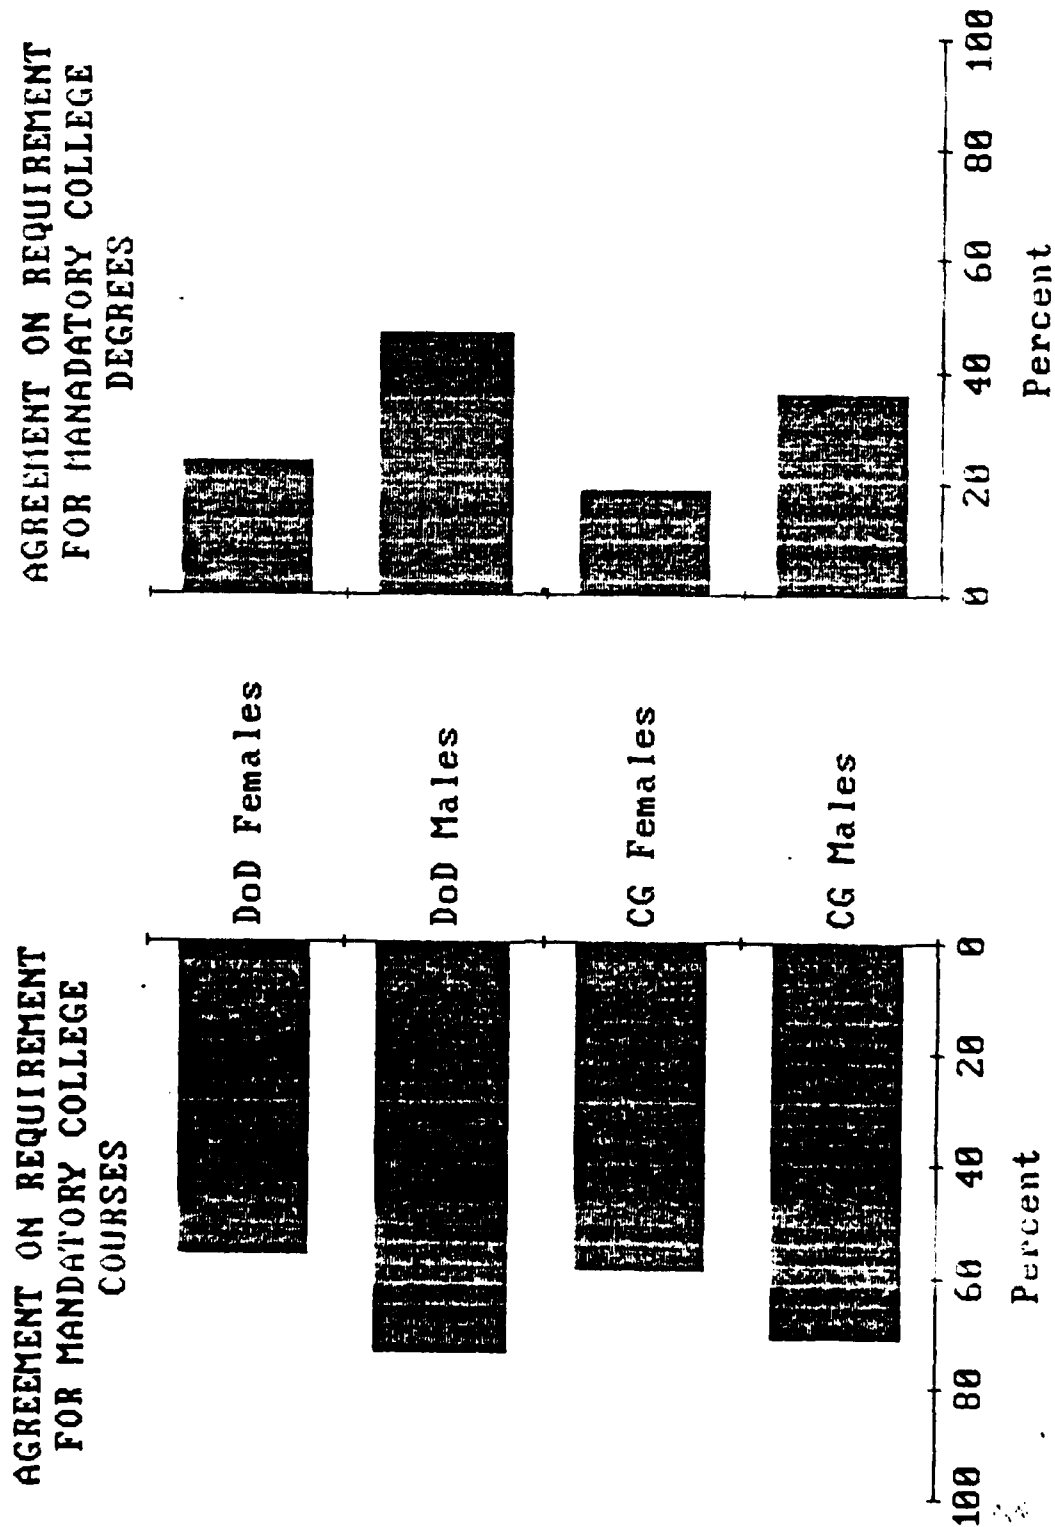 AGREEMENT ON REQUIREMENT
FOR MANDATORY COLLEGE
COURSES
AGREEMENT ON REQUIREMENT
FOR MANADATORY COLLEGE
DEGREES
DoD Females
DoD Males
CG Females
CG Males
100 80 60 40 20 0
Percent
0 20 40 60 80 100
Percent